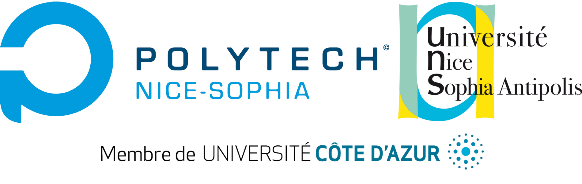 POLYTECH©
NICE-SOPHIA
Université
Nice
Sophia Antipolis
Membre de UNIVERSITÉ CÔTE D'AZUR